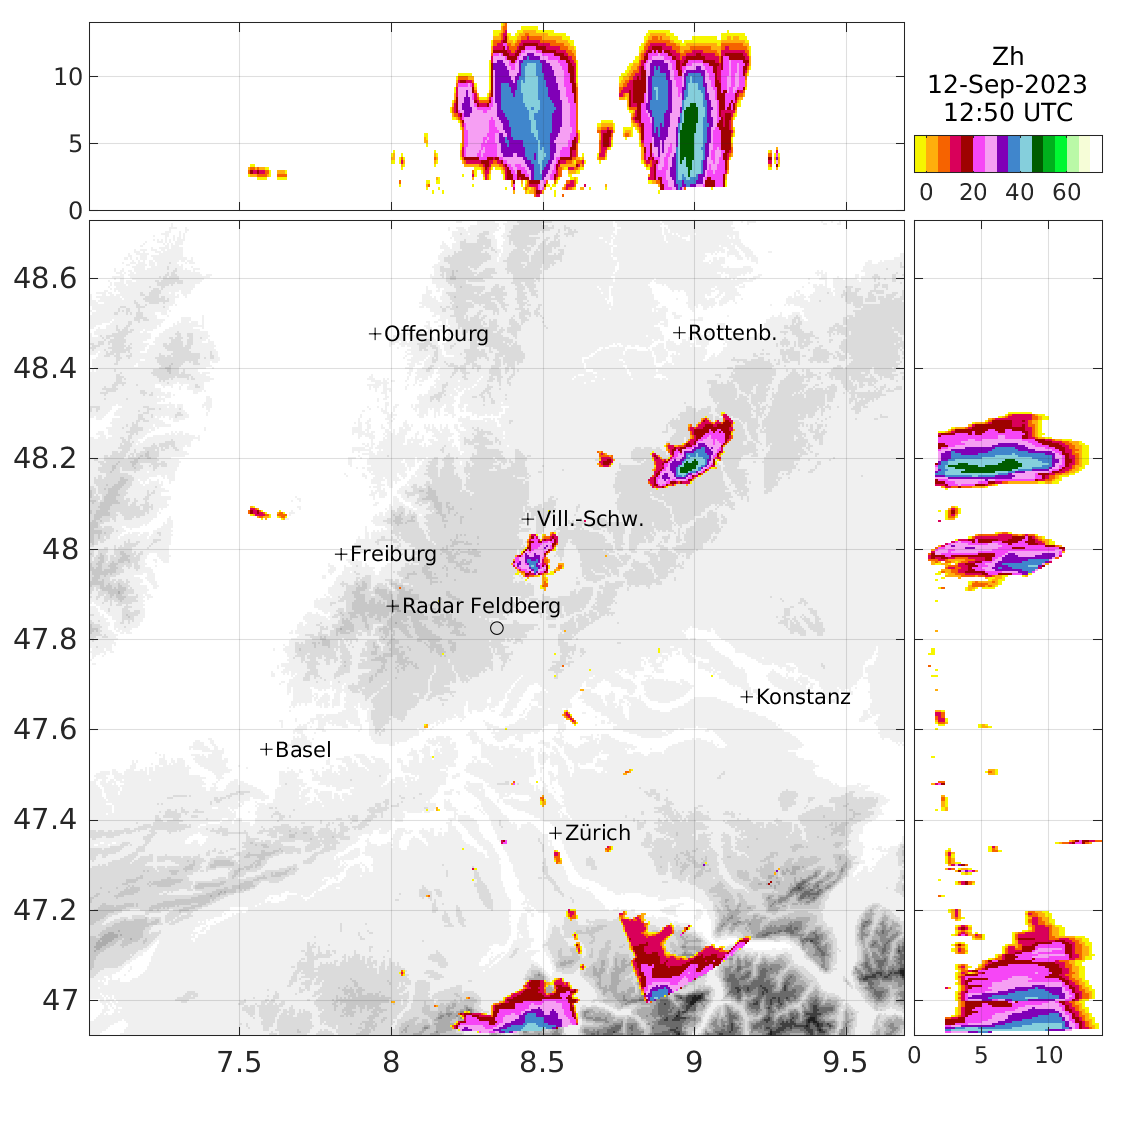 Zh
12-Sep-2023
12:50 UTC
0 20 40 60
10
5
0
48.6
48.4
48.2
48
47.8
47.6
47.4
47.2
47
+Offenburg
+Rottenb.
+Vill.-Schw.
+Freiburg
+Radar Feldberg
+Konstanz
+Basel
+Zürich
7.5 8 8.5 9 9.5
0 5 10